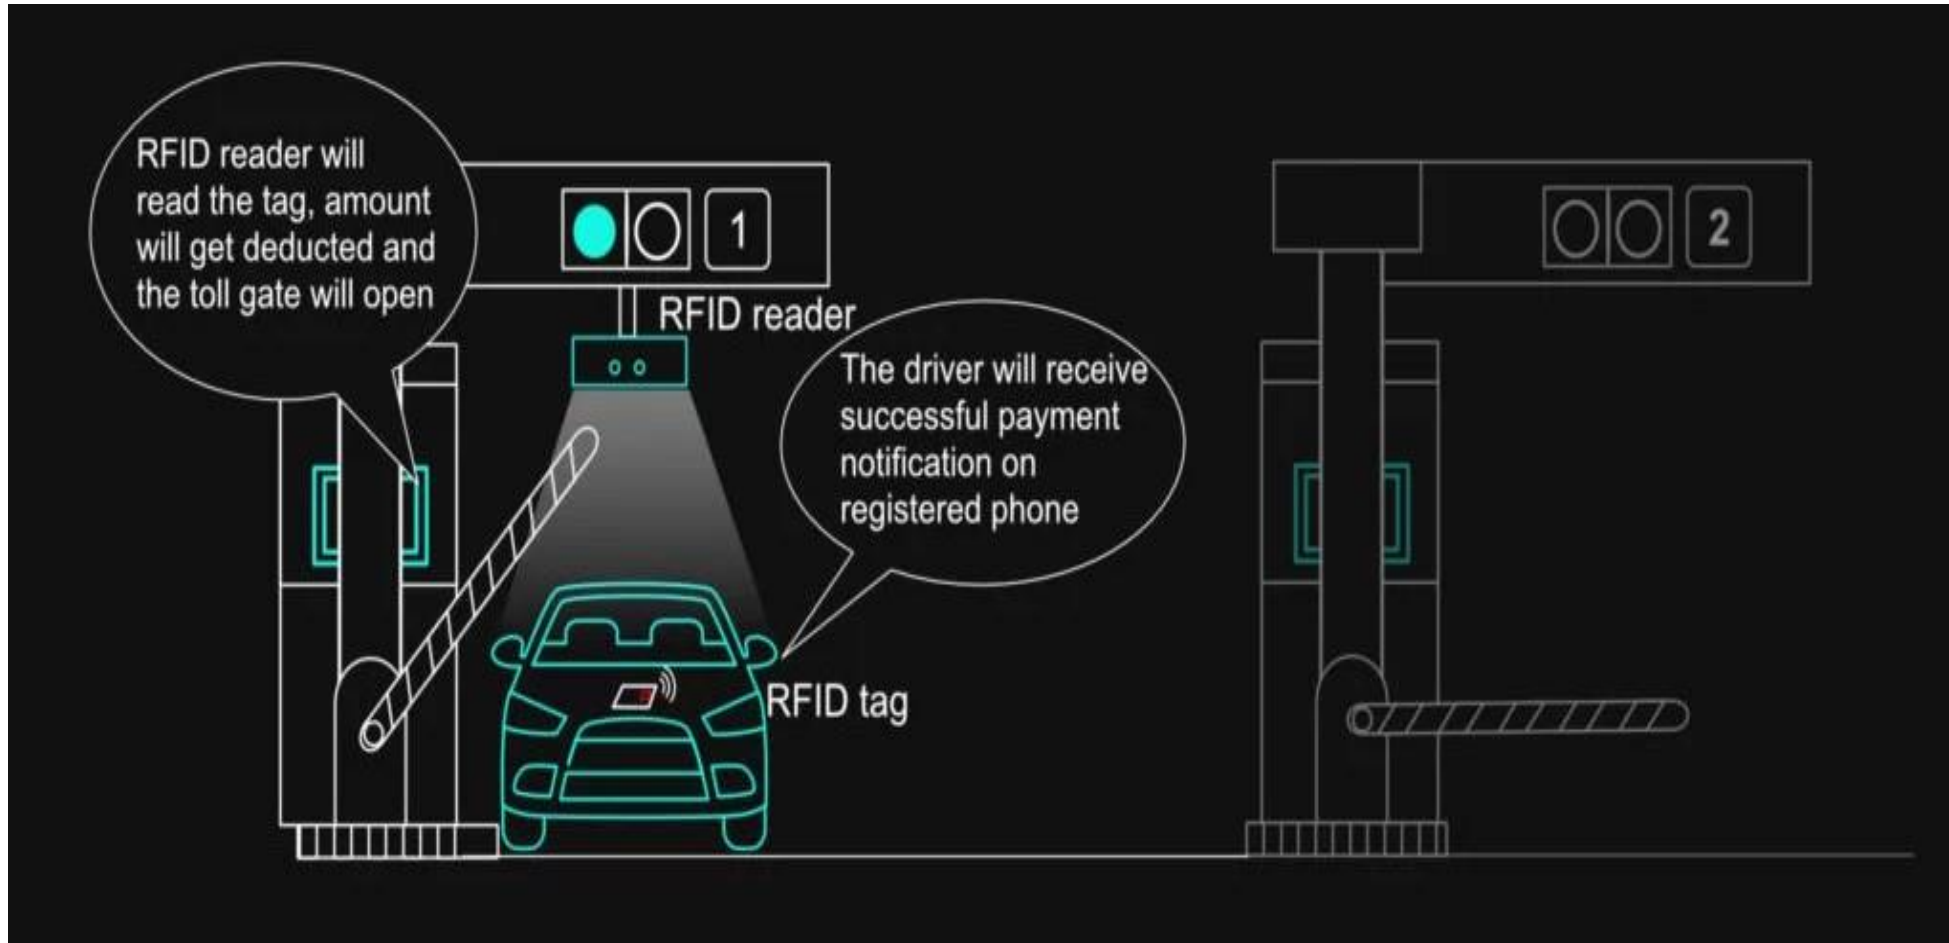 RFID reader will
read the tag, amount
will get deducted and
the toll gate will open
1
RFID reader
The driver will receive
successful payment
notification on
registered phone
RFID tag
2